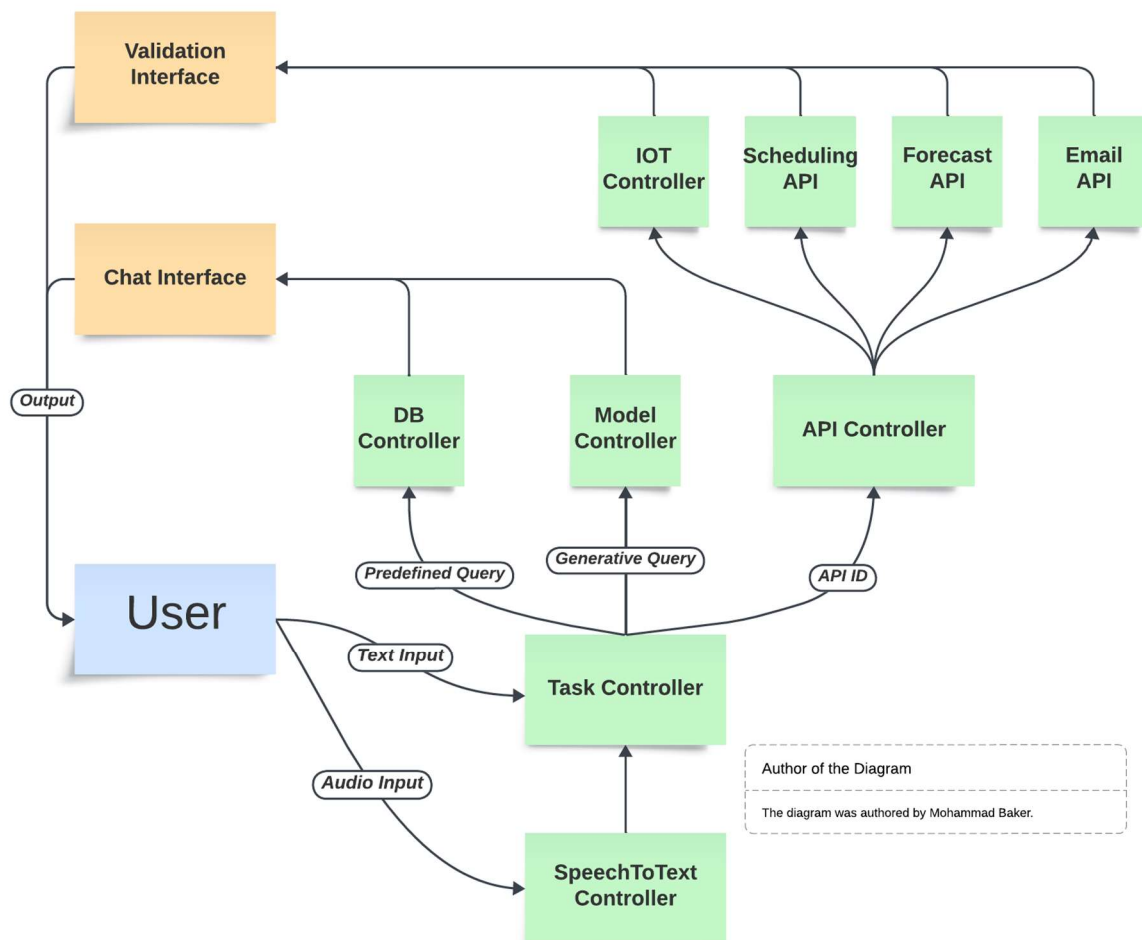 Validation
Interface
IOT
Controller
Scheduling
API
Forecast
API
Email
API
Chat Interface
Output
DB
Controller
Model
Controller
API Controller
Predefined Query
Generative Query
API ID
User
Text Input
Task Controller
Audio Input
Author of the Diagram
The diagram was authored by Mohammad Baker.
SpeechToText
Controller